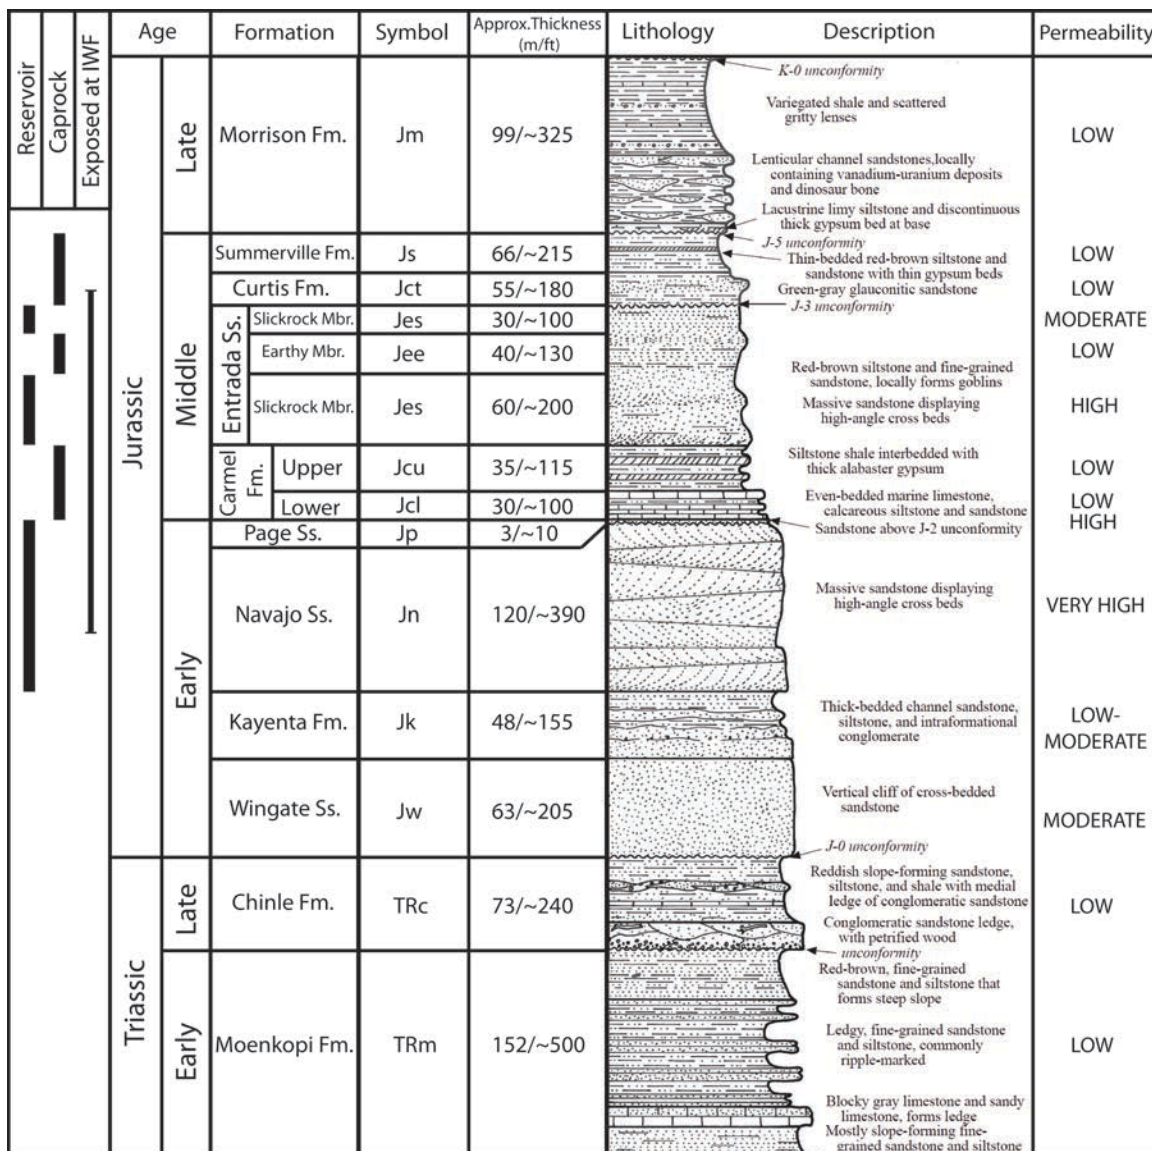 Reservoir
Caprock
Exposed at IWF
Age
Formation
Symbol
Approx.Thickness
(m/ft)
Lithology
Description
Permeability
Jurassic
Late
Morrison Fm.
Jm
99/~325
K-0 unconformity
Variegated shale and scattered
gritty lenses
Lenticular channel sandstones,locally
containing vanadium-uranium deposits
and dinosaur bone
Lacustrine limy siltstone and discontinuous
thick gypsum bed at base
LOW
Middle
J-5 unconformity
Summerville Fm.
Js
66/~215
Thin-bedded red-brown siltstone and
sandstone with thin gypsum beds
LOW
Curtis Fm.
Jct
55/~180
Green-gray glauconitic sandstone
LOW
J-3 unconformity
Entrada Ss.
Slickrock Mbr.
Jes
30/~100
MODERATE
Earthy Mbr.
Jee
40/~130
Red-brown siltstone and fine-grained
sandstone, locally forms goblins
LOW
Slickrock Mbr.
Jes
60/~200
Massive sandstone displaying
high-angle cross beds
HIGH
Carmel
Fm.
Upper
Jcu
35/~115
Siltstone shale interbedded with
thick alabaster gypsum
LOW
Lower
Jcl
30/~100
Even-bedded marine limestone,
calcareous siltstone and sandstone
LOW
Early
Page Ss.
Jp
3/~10
Sandstone above J-2 unconformity
HIGH
Navajo Ss.
Jn
120/~390
Massive sandstone displaying
high-angle cross beds
VERY HIGH
Kayenta Fm.
Jk
48/~155
Thick-bedded channel sandstone,
siltstone, and intraformational
conglomerate
LOW-
MODERATE
Wingate Ss.
Jw
63/~205
Vertical cliff of cross-bedded
sandstone
MODERATE
J-0 unconformity
Triassic
Late
Chinle Fm.
TRc
73/~240
Reddish slope-forming sandstone,
siltstone, and shale with medial
ledge of conglomeratic sandstone
Conglomeratic sandstone ledge,
with petrified wood
LOW
unconformity
Early
Moenkopi Fm.
TRm
152/~500
Red-brown, fine-grained
sandstone and siltstone that
forms steep slope
Ledgy, fine-grained sandstone
and siltstone, commonly
ripple-marked
Blocky gray limestone and sandy
limestone, forms ledge
Mostly slope-forming fine-
grained sandstone and siltstone
LOW